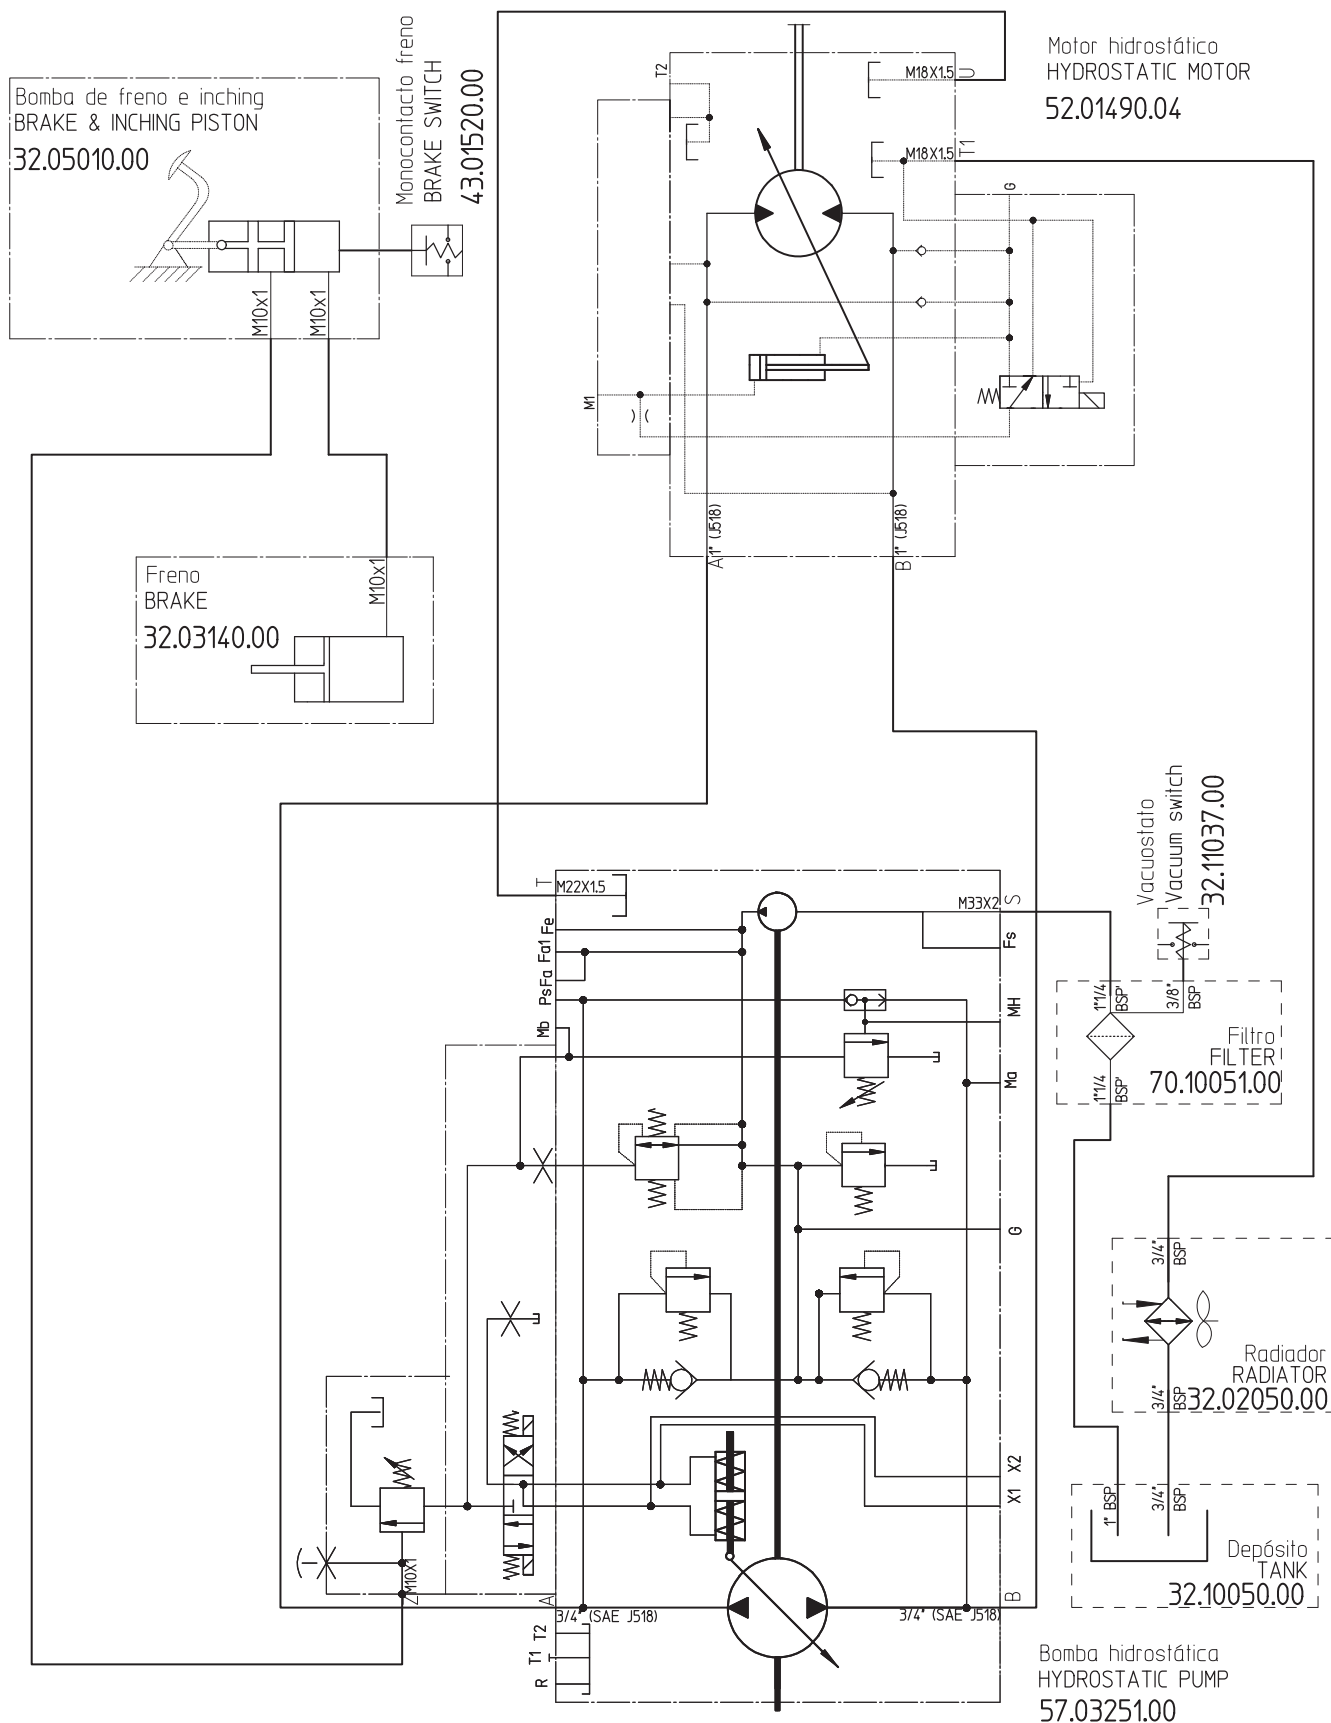 Bomba de freno e inching
BRAKE & INCHING PISTON
32.05010.00
M10x1
M10x1
Monocontacto freno
BRAKE SWITCH
43.01520.00
Motor hidrostático
HYDROSTATIC MOTOR
52.01490.04
T2
M18X1.5
U
M18X1.5
T1
G
M1
A
1" (J518)
B
1" (J518)
Freno
BRAKE
32.03140.00
M10x1
Vacuostato
Vacuum switch
32.11037.00
T
M22X1.5
Fe
Fa1
Fa
Ps
Mb
M33X2
S
Fs
MH
Ma
G
X2
X1
1"1/4
BSP'
3/8"
BSP
Filtro
FILTER
70.10051.00
1"1/4
BSP'
3/4"
BSP
Radiador
RADIATOR
32.02050.00
3/4"
BSP
1" BSP
3/4"
BSP
Depósito
TANK
32.10050.00
Z
M10X1
A
3/4" (SAE J518)
3/4" (SAE J518)
B
T2
T1
R
Bomba hidrostática
HYDROSTATIC PUMP
57.03251.00